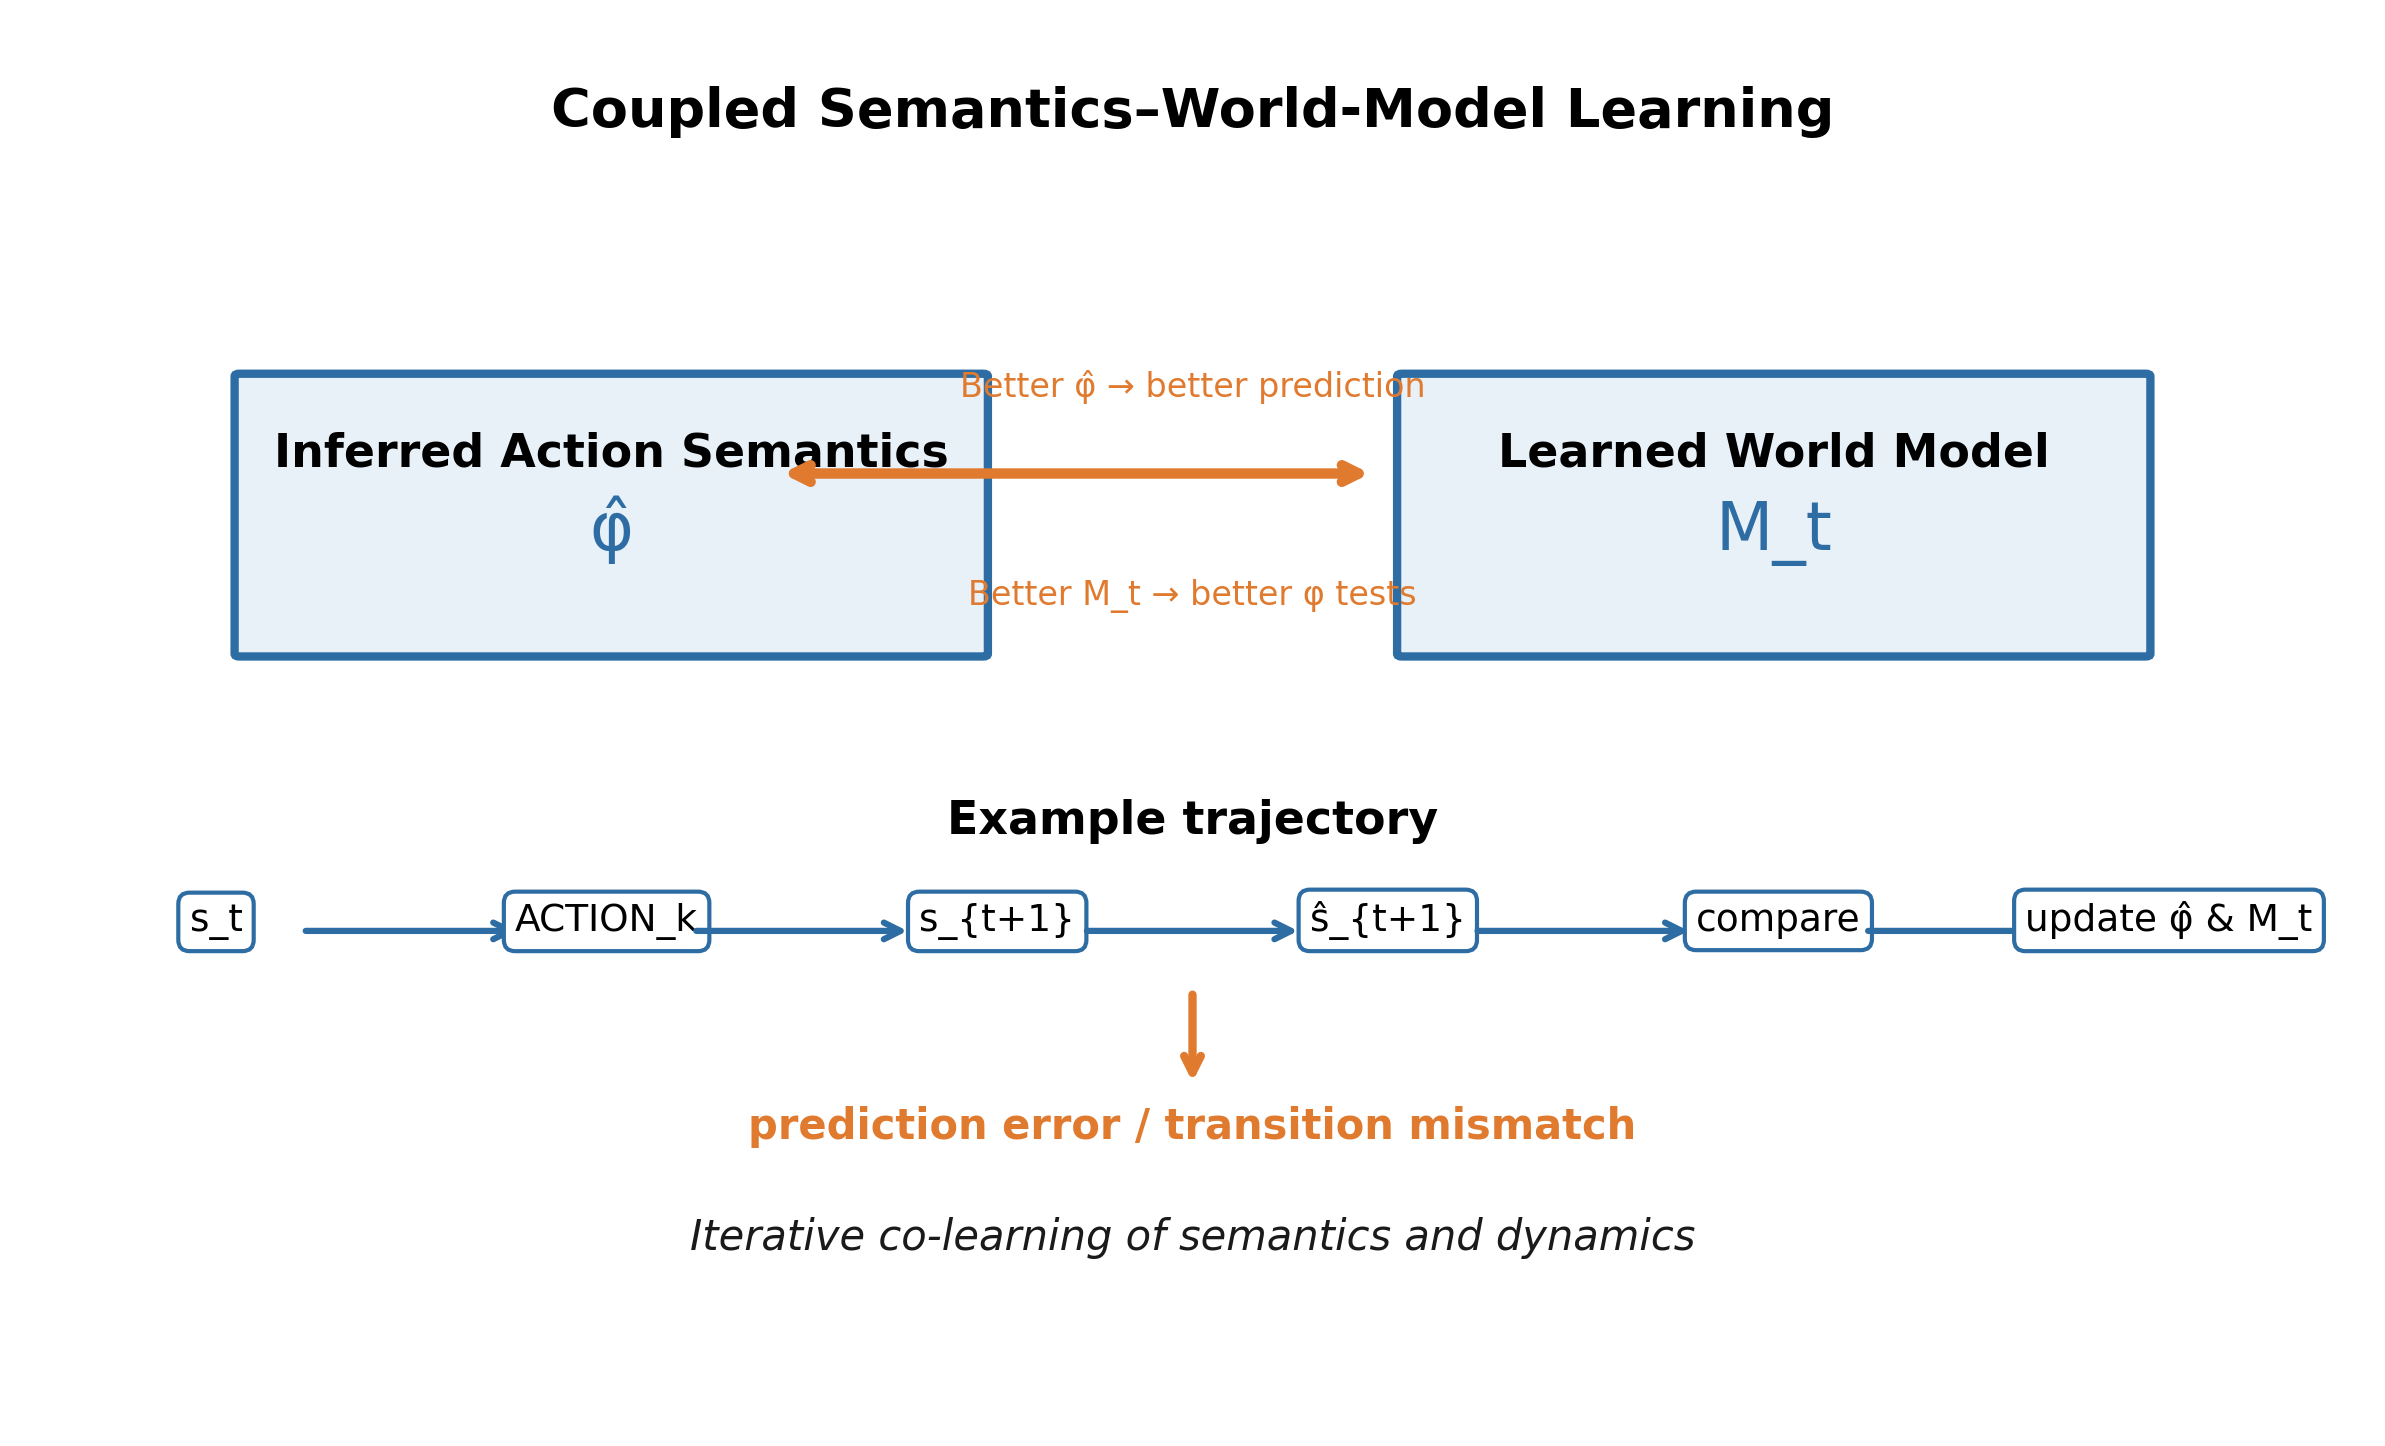 Coupled Semantics–World-Model Learning
Better φ̂ → better prediction
Inferred Action Semantics
φ̂
Learned World Model
M_t
Better M_t → better φ tests
Example trajectory
s_t
ACTION_k
s_{t+1}
ŝ_{t+1}
compare
update φ̂ & M_t
prediction error / transition mismatch
Iterative co-learning of semantics and dynamics